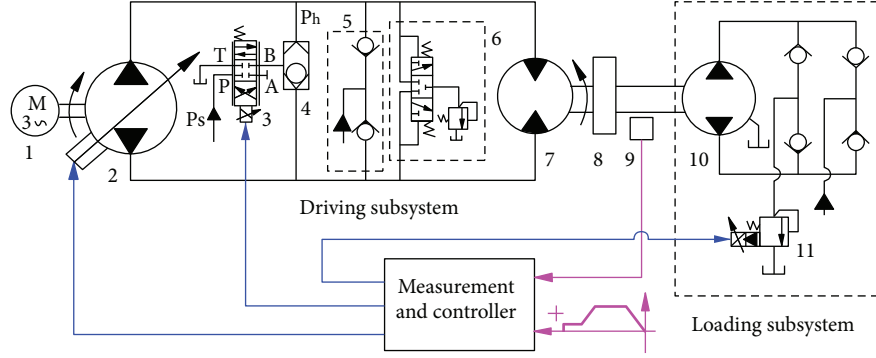 Ph
5
6
T
B
P
A
M
3~
Ps
3
4
1
2
7
8
9
10
Driving subsystem
11
Measurement
and controller
+
Loading subsystem